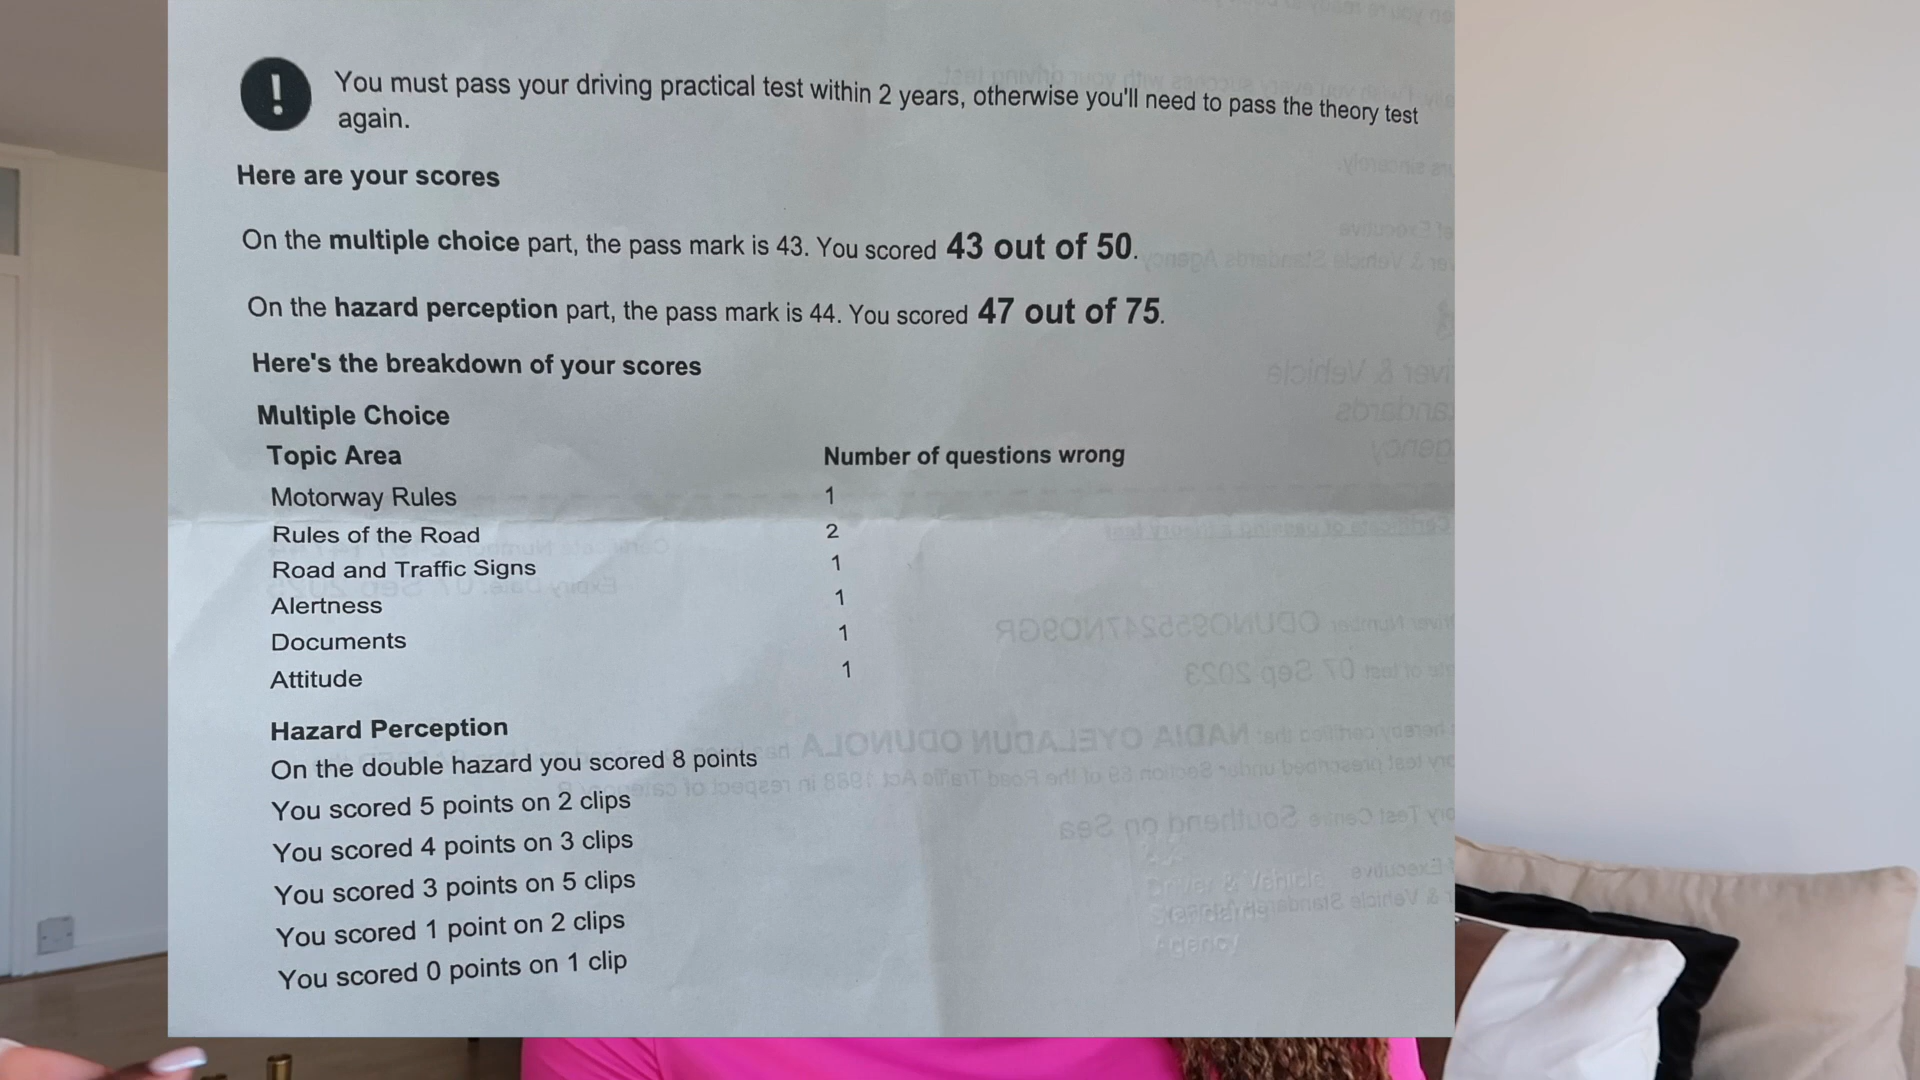 !
You must pass your driving practical test within 2 years, otherwise you'll need to pass the theory test
again.
Here are your scores
On the multiple choice part, the pass mark is 43. You scored 43 out of 50.
On the hazard perception part, the pass mark is 44. You scored 47 out of 75.
Here's the breakdown of your scores
Multiple Choice
Topic Area Number of questions wrong
Motorway Rules 1
Rules of the Road 2
Road and Traffic Signs 1
Alertness 1
Documents 1
Attitude 1
Hazard Perception
On the double hazard you scored 8 points
You scored 5 points on 2 clips
You scored 4 points on 3 clips
You scored 3 points on 5 clips
You scored 1 point on 2 clips
You scored 0 points on 1 clip